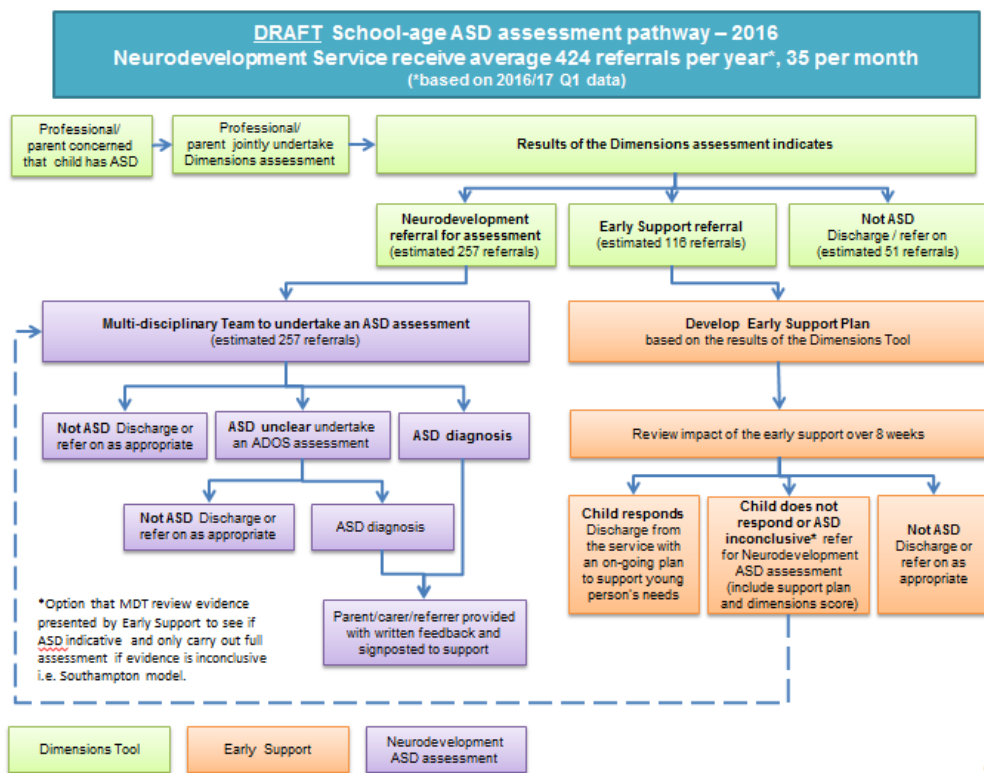 DRAFT School-age ASD assessment pathway – 2016
Neurodevelopment Service receive average 424 referrals per year*, 35 per month
(*based on 2016/17 Q1 data)
Professional/
parent concerned
that child has ASD
Professional/
parent jointly undertake
Dimensions assessment
Results of the Dimensions assessment indicates
Neurodevelopment
referral for assessment
(estimated 257 referrals)
Early Support referral
(estimated 116 referrals)
Not ASD
Discharge / refer on
(estimated 51 referrals)
Multi-disciplinary Team to undertake an ASD assessment
(estimated 257 referrals)
Develop Early Support Plan
based on the results of the Dimensions Tool
Not ASD Discharge or
refer on as appropriate
ASD unclear undertake
an ADOS assessment
ASD diagnosis
Review impact of the early support over 8 weeks
Not ASD Discharge or
refer on as appropriate
ASD diagnosis
Child responds
Discharge from
the service with
an on-going plan
to support young
person's needs
Child does not
respond or ASD
inconclusive* refer
for Neurodevelopment
ASD assessment
(include support plan
and dimensions score)
Not ASD
Discharge or
refer on as
appropriate
*Option that MDT review evidence
presented by Early Support to see if
ASD indicative and only carry out full
assessment if evidence is inconclusive
i.e. Southampton model.
Parent/carer/referrer provided
with written feedback and
signposted to support
Dimensions Tool
Early Support
Neurodevelopment
ASD assessment